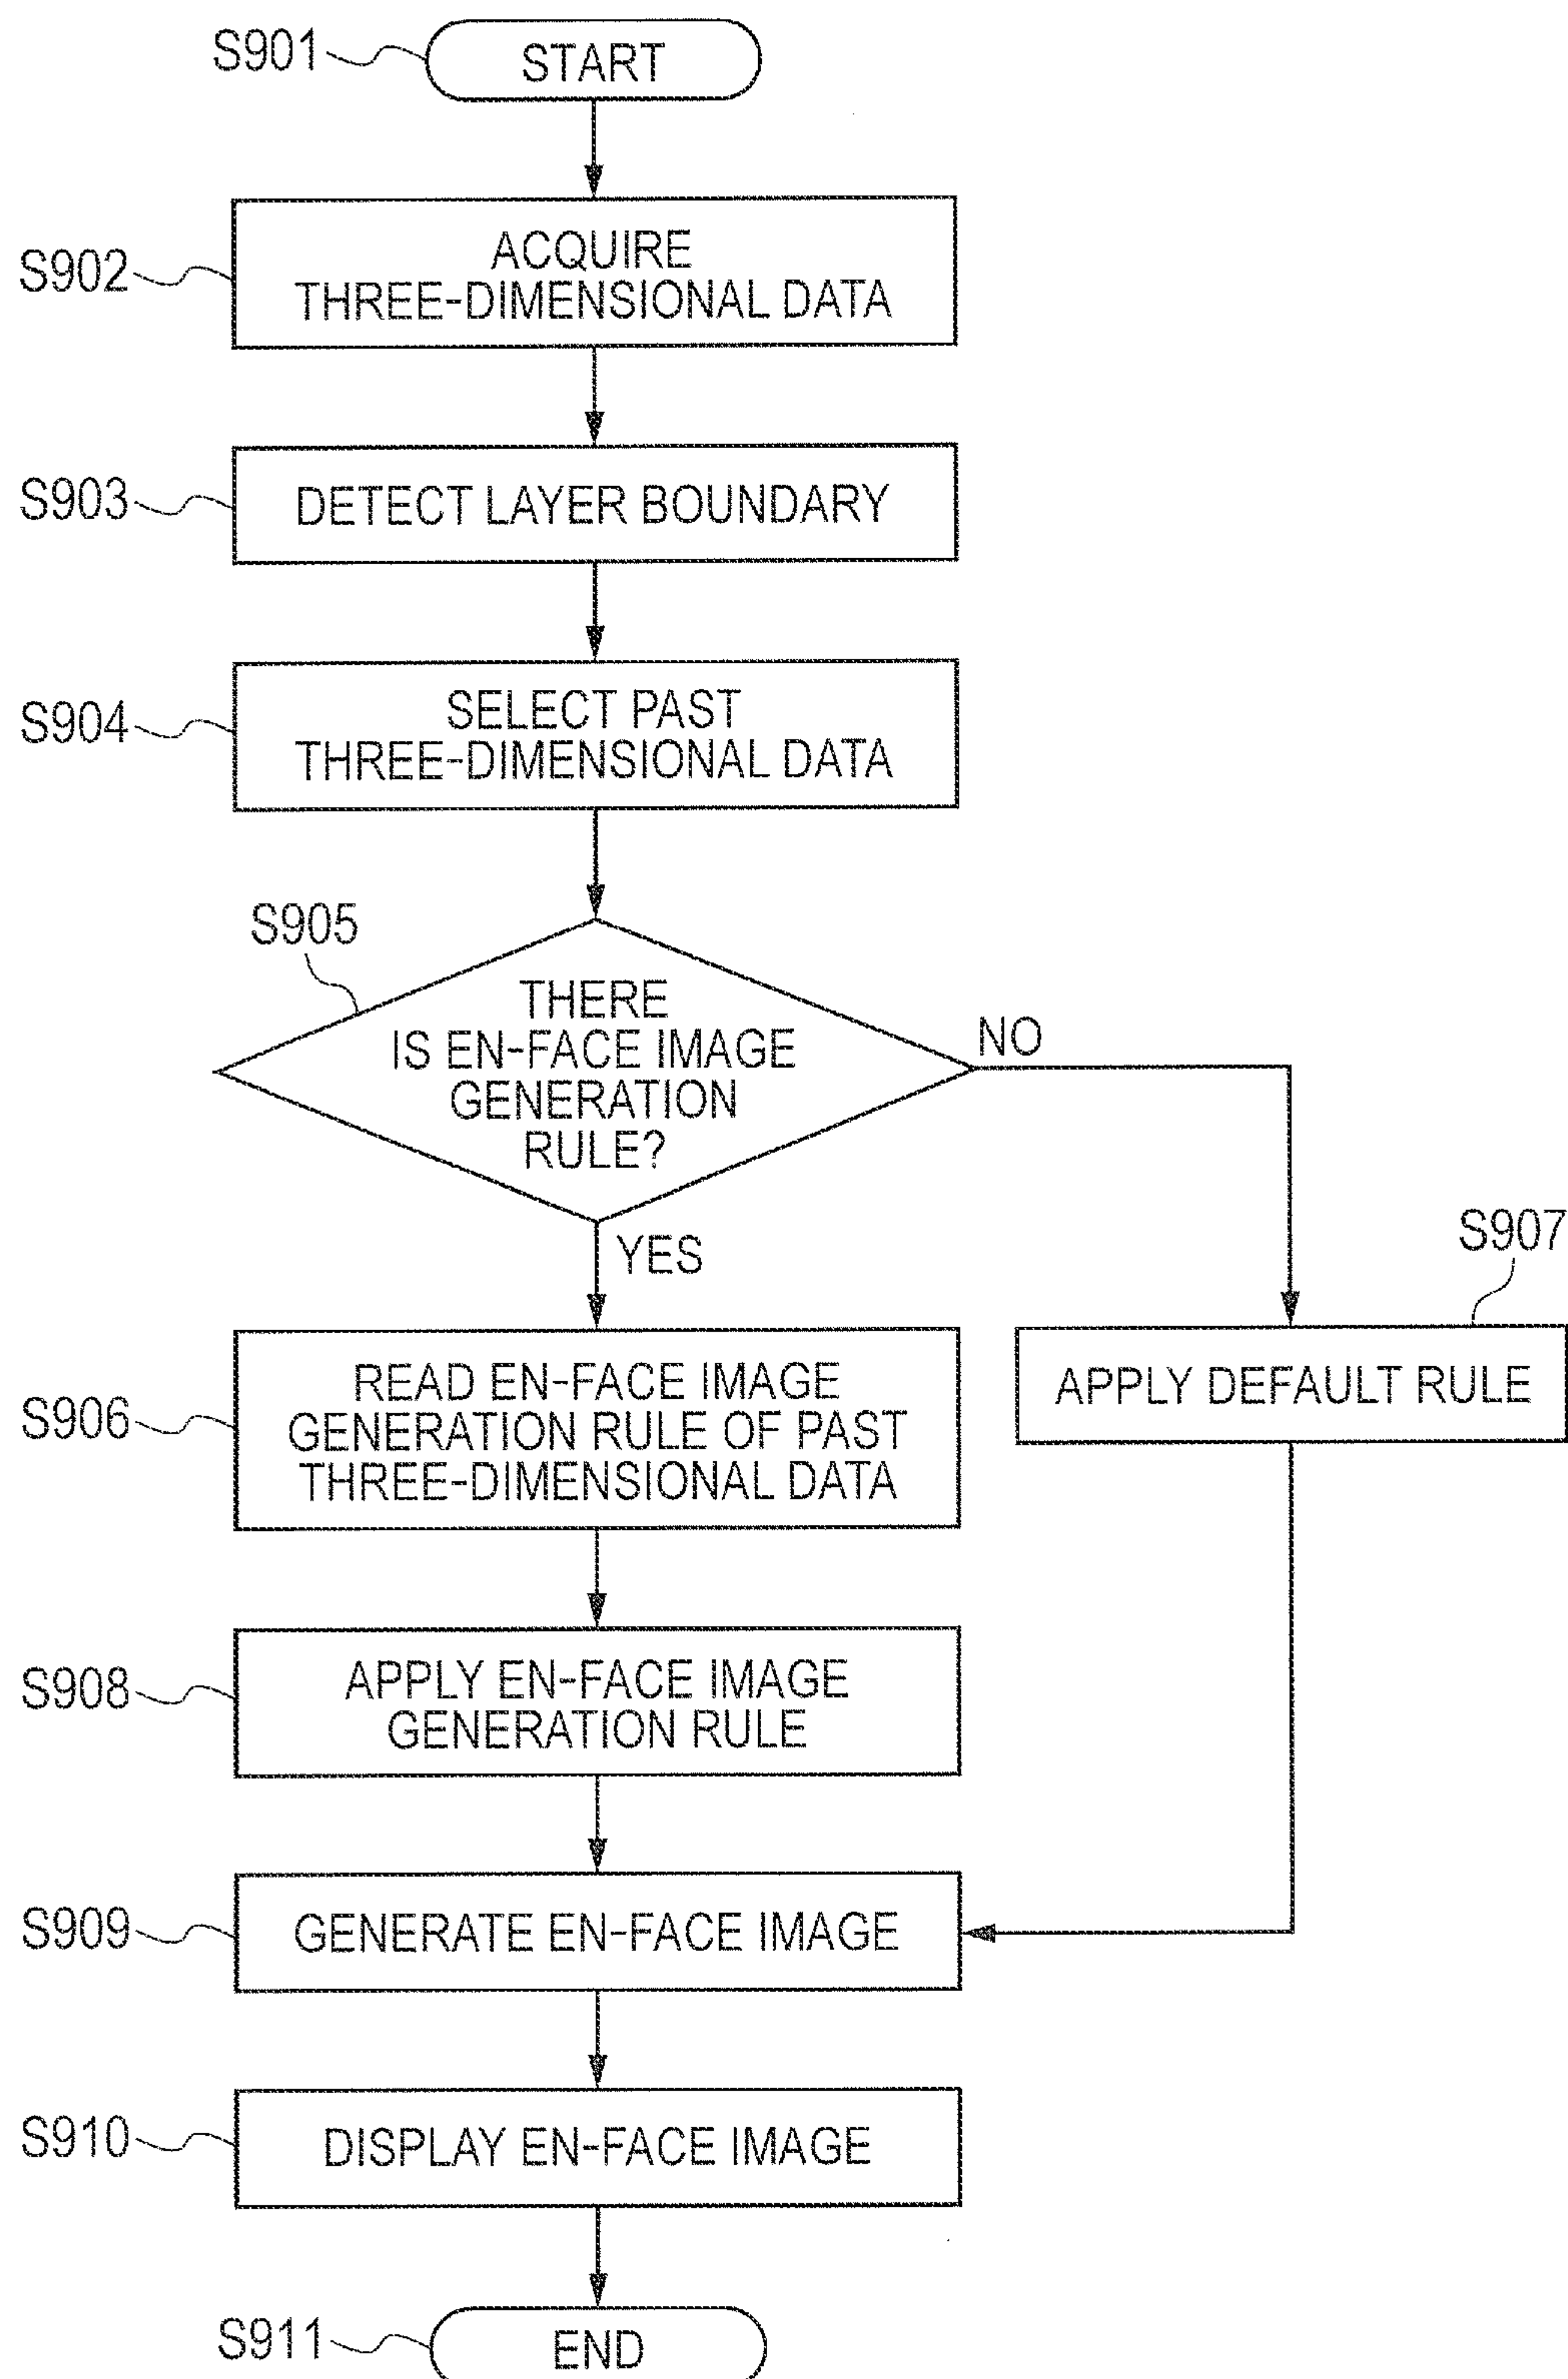 S901
START
S902
ACQUIRE
THREE-DIMENSIONAL DATA
S903
DETECT LAYER BOUNDARY
S904
SELECT PAST
THREE-DIMENSIONAL DATA
S905
THERE
IS EN-FACE IMAGE
GENERATION
RULE?
NO
YES
S906
READ EN-FACE IMAGE
GENERATION RULE OF PAST
THREE-DIMENSIONAL DATA
S907
APPLY DEFAULT RULE
S908
APPLY EN-FACE IMAGE
GENERATION RULE
S909
GENERATE EN-FACE IMAGE
S910
DISPLAY EN-FACE IMAGE
S911
END